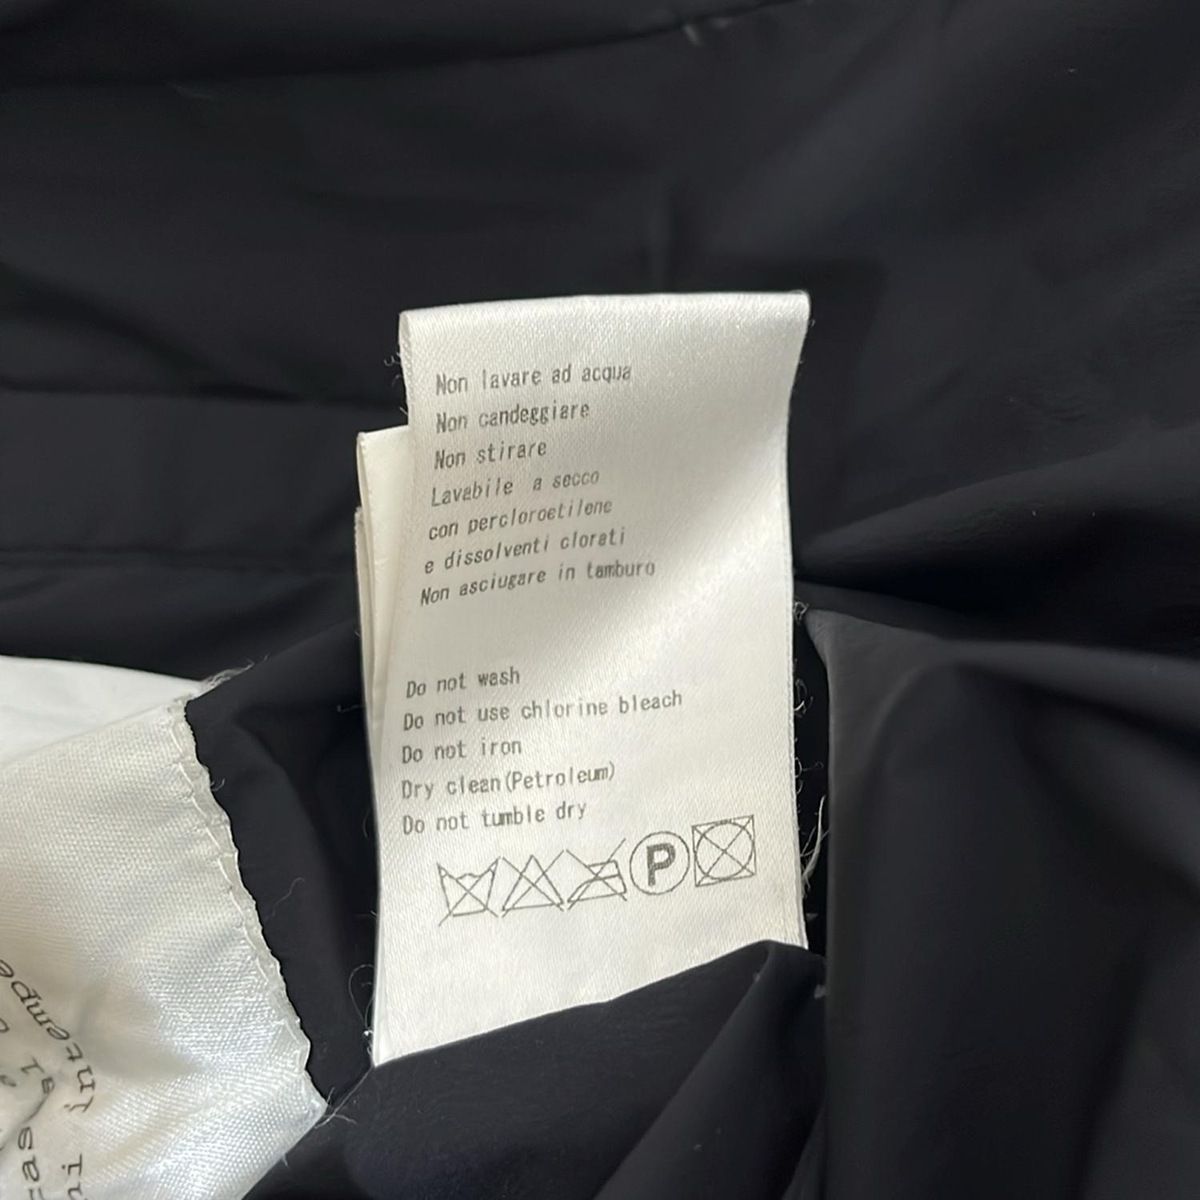 Non lavare ad acqua
Non candeggiare
Non stirare
Lavabile a secco
con percloroetilene
e dissolventi clorati
Non asciugare in tamburo
Do not wash
Do not use chlorine bleach
Do not iron
Dry clean(Petroleum)
Do not tumble dry
P